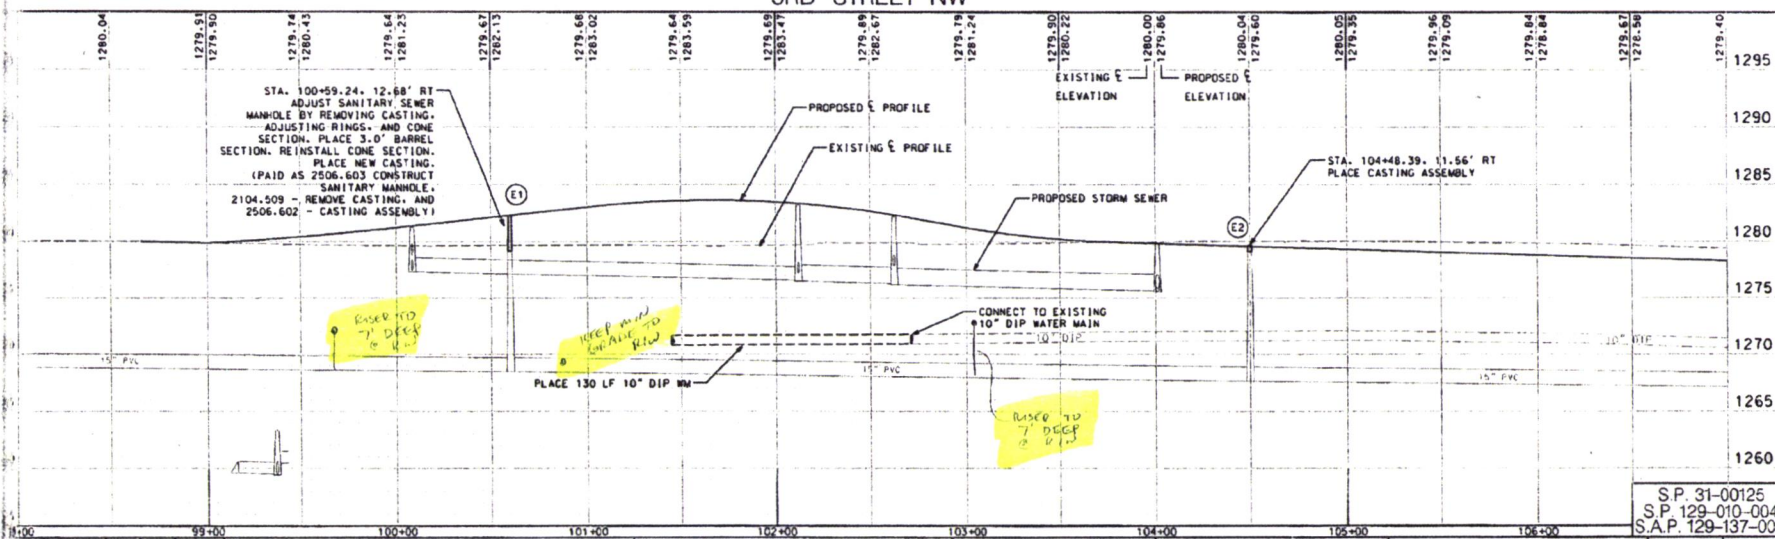 3RD STREET NW
1280.04
1279.91
1279.90
1279.74
1280.43
1279.64
1281.23
1279.67
1282.13
1279.68
1283.02
1279.64
1283.59
1279.69
1283.47
1279.89
1282.67
1279.79
1281.24
1279.90
1280.22
1280.00
1279.86
1280.04
1279.60
1280.05
1279.35
1279.96
1279.09
1279.84
1278.84
1279.67
1278.58
1279.40
1295
EXISTING ℄
ELEVATION
PROPOSED ℄
ELEVATION
STA. 100+59.24, 12.68' RT
ADJUST SANITARY SEWER
MANHOLE BY REMOVING CASTING,
ADJUSTING RINGS, AND CONE
SECTION. PLACE 3.0' BARREL
SECTION. REINSTALL CONE SECTION.
PLACE NEW CASTING.
(PAID AS 2506.603 CONSTRUCT
SANITARY MANHOLE,
2104.509 - REMOVE CASTING, AND
2506.602 - CASTING ASSEMBLY)
PROPOSED ℄ PROFILE
EXISTING ℄ PROFILE
1290
STA. 104+48.39, 11.56' RT
PLACE CASTING ASSEMBLY
1285
E1
PROPOSED STORM SEWER
E2
1280
1275
RISER TO
7' DEEP
@ R/W
KEEP MIN
GRADE TO
R/W
CONNECT TO EXISTING
10" DIP WATER MAIN
10" DIP
10" DIP
1270
15" PVC
15" PVC
15" PVC
PLACE 130 LF 10" DIP WM
1265
RISER TO
7' DEEP
@ R/W
1260
S.P. 31-00125
S.P. 129-010-004
S.A.P. 129-137-00
99+00
100+00
101+00
102+00
103+00
104+00
105+00
106+00